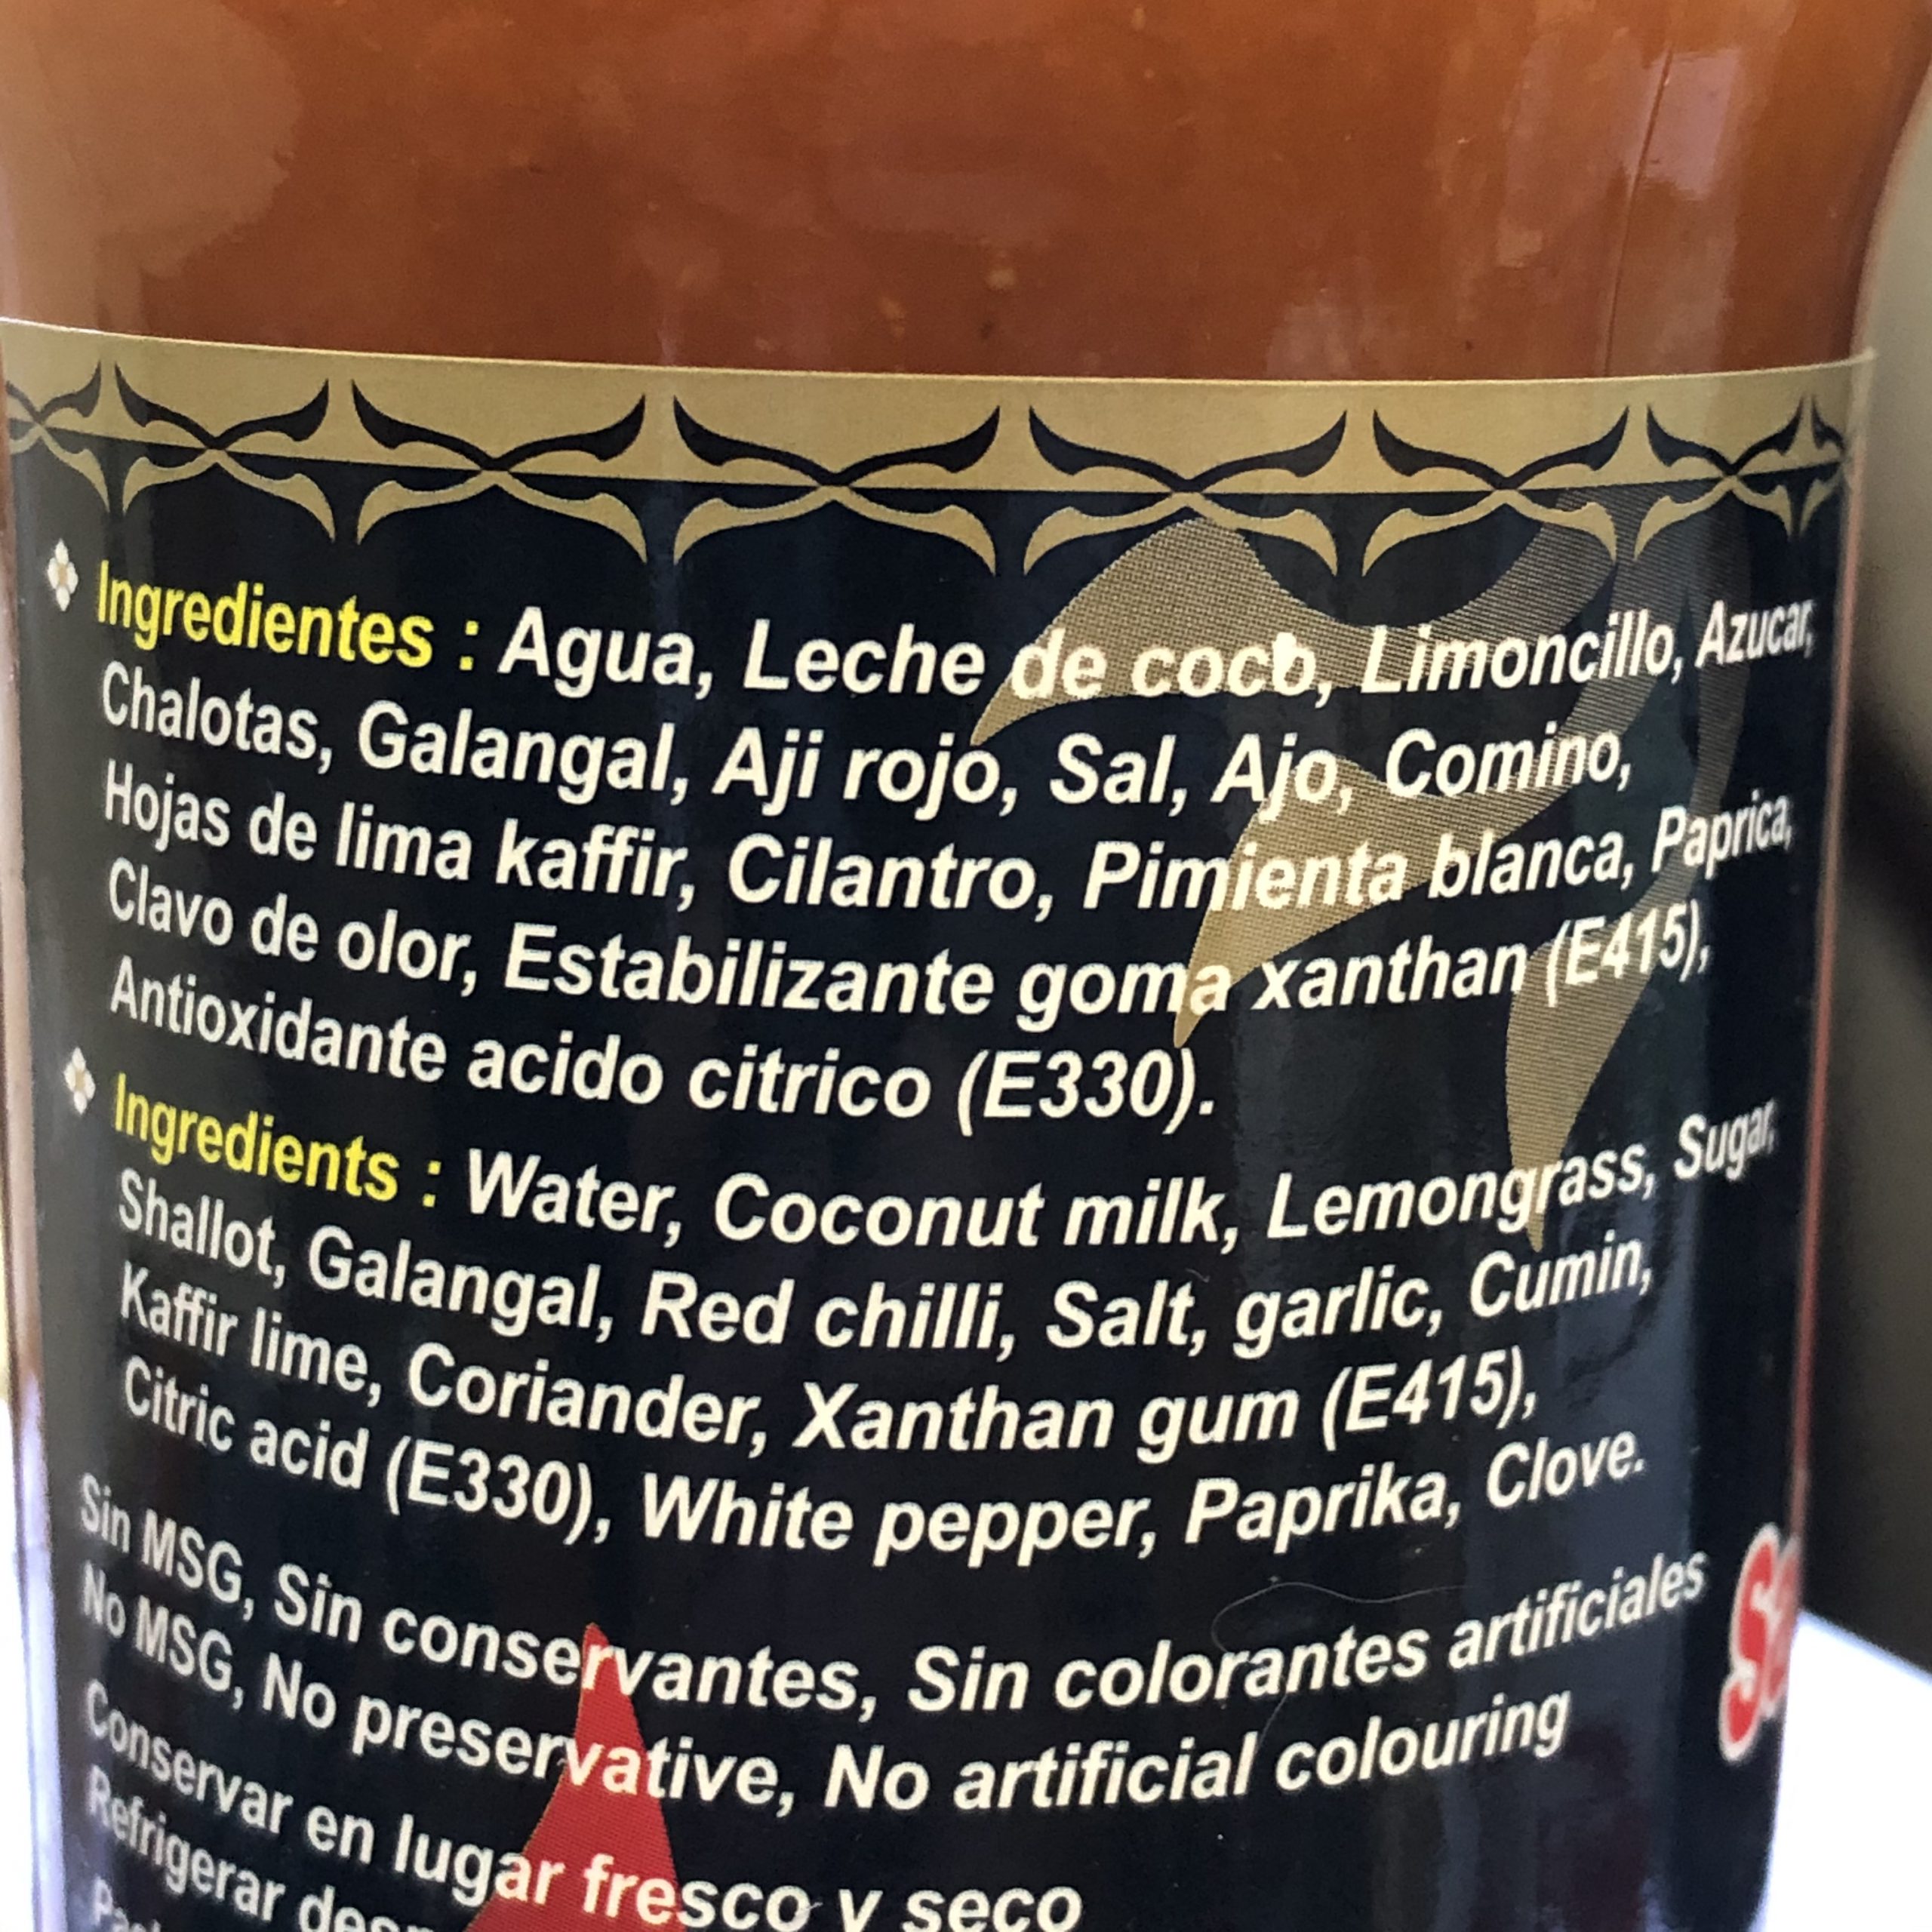 Ingredientes : Agua, Leche de coco, Limoncillo, Azucar,
Chalotas, Galangal, Aji rojo, Sal, Ajo, Comino,
Hojas de lima kaffir, Cilantro, Pimienta blanca, Paprica,
Clavo de olor, Estabilizante goma xanthan (E415),
Antioxidante acido citrico (E330).
Ingredients : Water, Coconut milk, Lemongrass, Sugar,
Shallot, Galangal, Red chilli, Salt, garlic, Cumin,
Kaffir lime, Coriander, Xanthan gum (E415),
Citric acid (E330), White pepper, Paprika, Clove.
Sin MSG, Sin conservantes, Sin colorantes artificiales
No MSG, No preservative, No artificial colouring
Conservar en lugar fresco y seco
Refrigerar